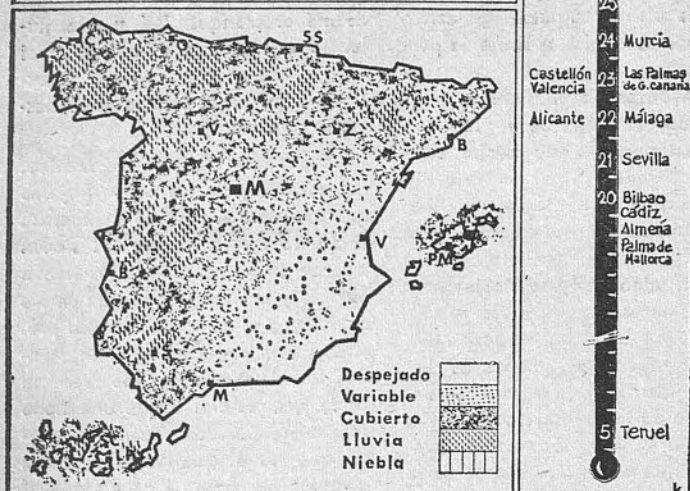 C
O
SS
V
Z
B
M
V
PM
B
M
Despejado
Variable
Cubierto
Lluvia
Niebla
25
24 Murcia
Castellón 23 Las Palmas
Valencia de G. canaria
Alicante 22 Málaga
21 Sevilla
20 Bilbao
cádiz
Almería
Palma de
Mallorca
5 Teruel
k